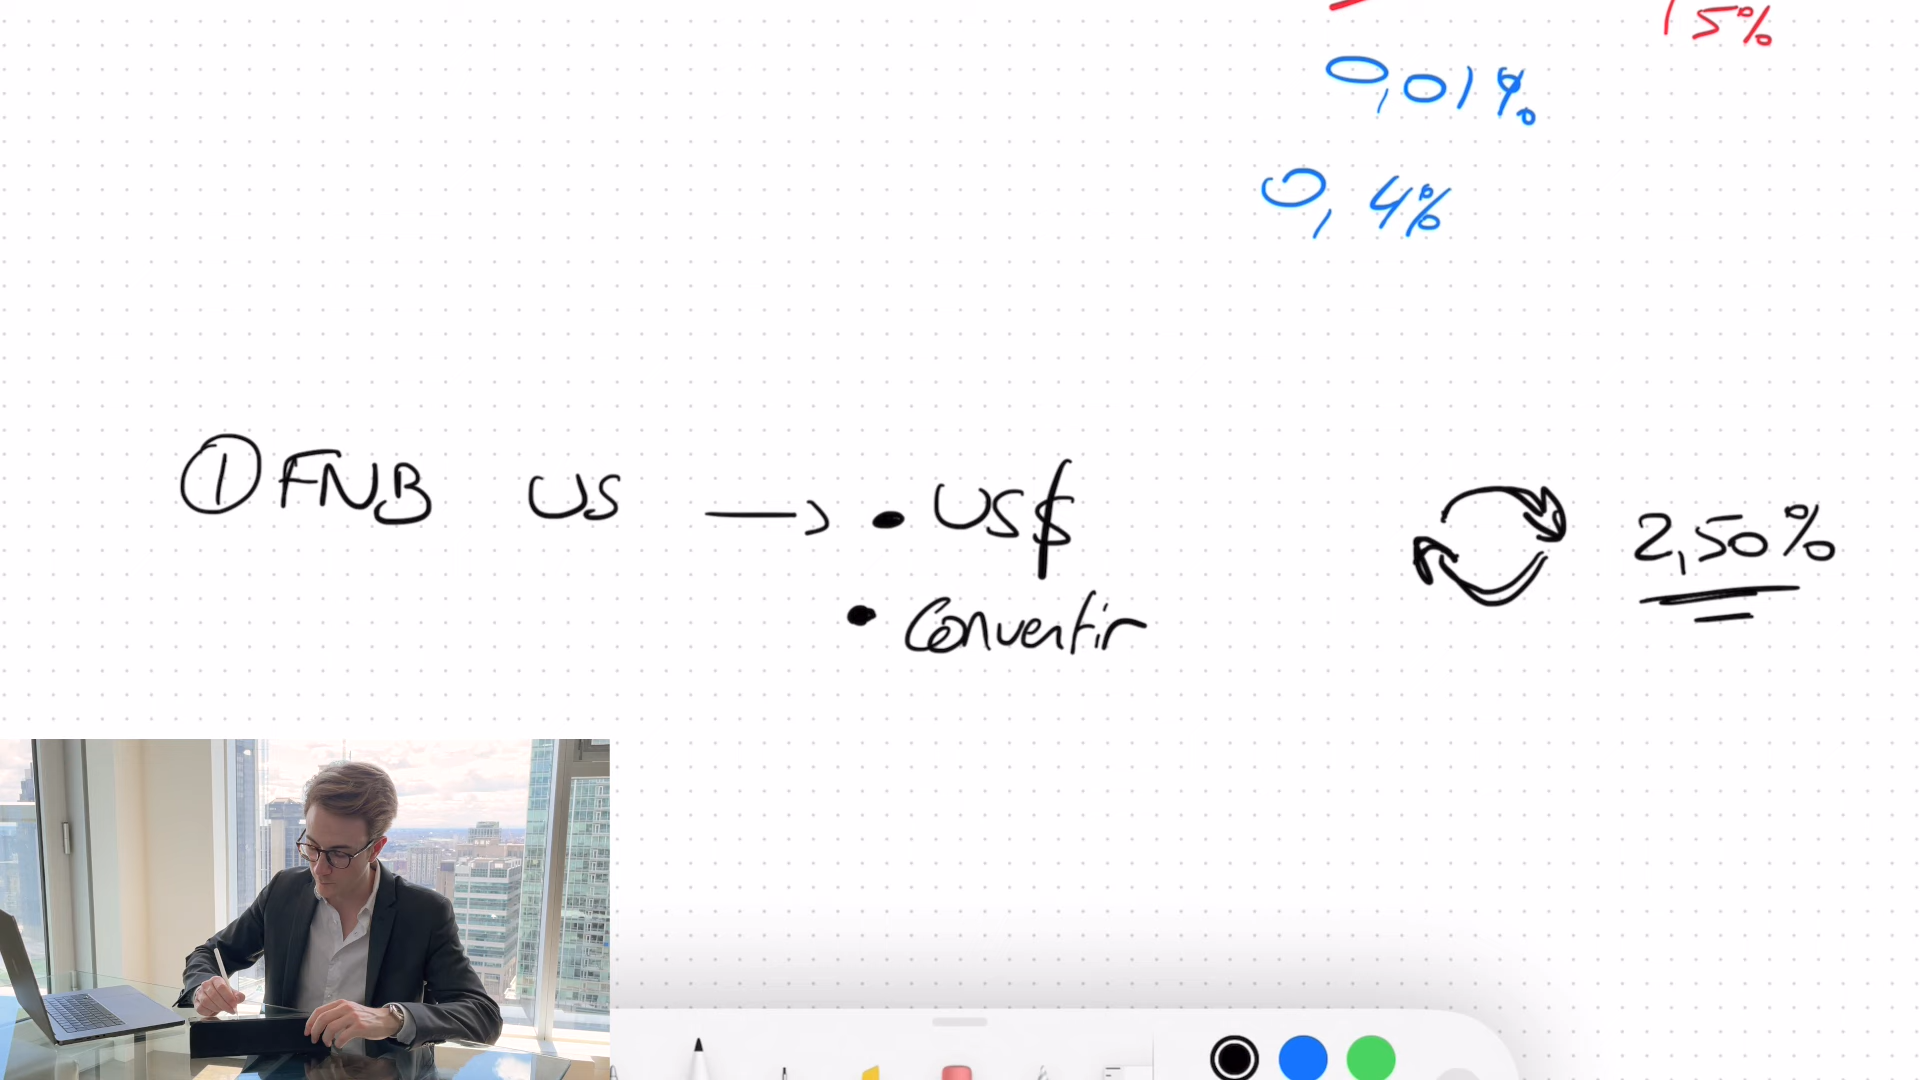 15%
0,01%
0,4%
① FNB US → • US$
• Convertir
2,50%